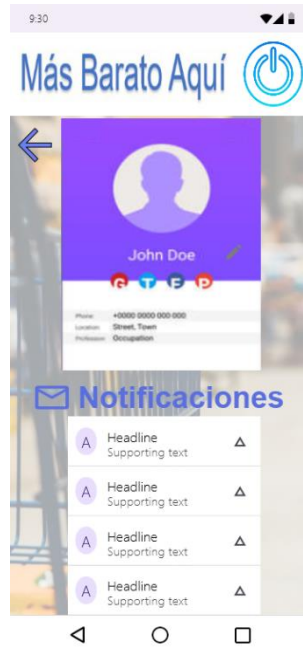 9:30
Más Barato Aquí
John Doe
G T F P
Phone +0000 0000 000 000
Location Street, Town
Profession Occupation
Notificaciones
A Headline
Supporting text
A Headline
Supporting text
A Headline
Supporting text
A Headline
Supporting text